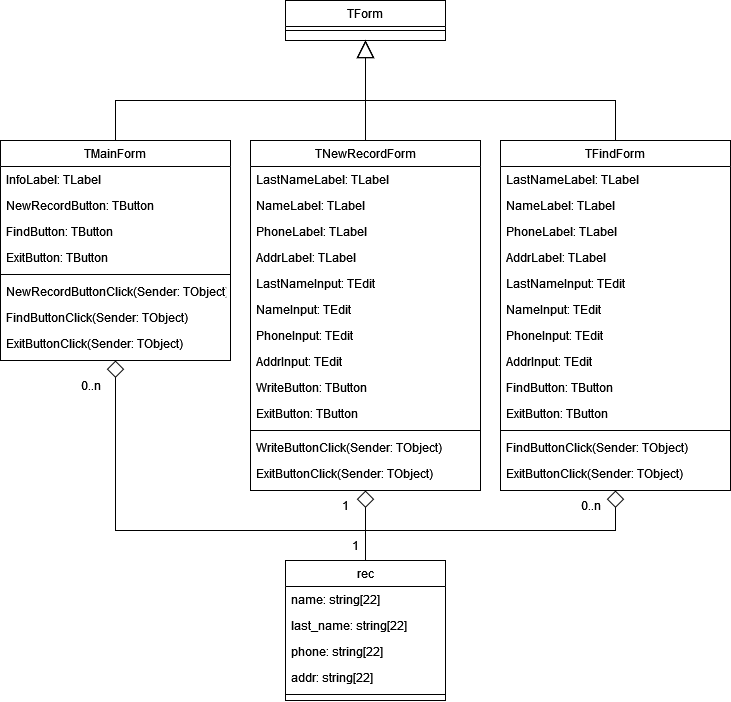 TForm
TMainForm
InfoLabel: TLabel
NewRecordButton: TButton
FindButton: TButton
ExitButton: TButton
NewRecordButtonClick(Sender: TObject
FindButtonClick(Sender: TObject)
ExitButtonClick(Sender: TObject)
0..n
TNewRecordForm
LastNameLabel: TLabel
NameLabel: TLabel
PhoneLabel: TLabel
AddrLabel: TLabel
LastNameInput: TEdit
NameInput: TEdit
PhoneInput: TEdit
AddrInput: TEdit
WriteButton: TButton
ExitButton: TButton
WriteButtonClick(Sender: TObject)
ExitButtonClick(Sender: TObject)
1
TFindForm
LastNameLabel: TLabel
NameLabel: TLabel
PhoneLabel: TLabel
AddrLabel: TLabel
LastNameInput: TEdit
NameInput: TEdit
PhoneInput: TEdit
AddrInput: TEdit
FindButton: TButton
ExitButton: TButton
FindButtonClick(Sender: TObject)
ExitButtonClick(Sender: TObject)
0..n
1
rec
name: string[22]
last_name: string[22]
phone: string[22]
addr: string[22]